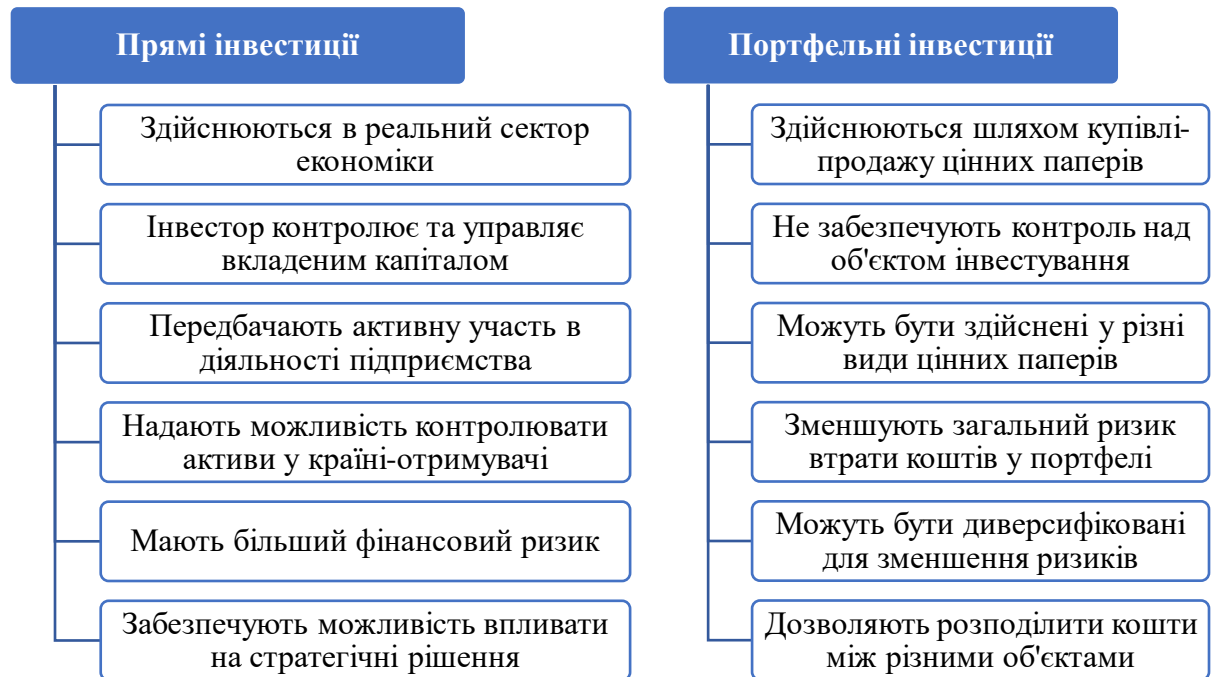 Прямі інвестиції
Здійснюються в реальний сектор
економіки
Інвестор контролює та управляє
вкладеним капіталом
Передбачають активну участь в
діяльності підприємства
Надають можливість контролювати
активи у країні-отримувачі
Мають більший фінансовий ризик
Забезпечують можливість впливати
на стратегічні рішення
Портфельні інвестиції
Здійснюються шляхом купівлі-
продажу цінних паперів
Не забезпечують контроль над
об'єктом інвестування
Можуть бути здійснені у різні
види цінних паперів
Зменшують загальний ризик
втрати коштів у портфелі
Можуть бути диверсифіковані
для зменшення ризиків
Дозволяють розподілити кошти
між різними об'єктами